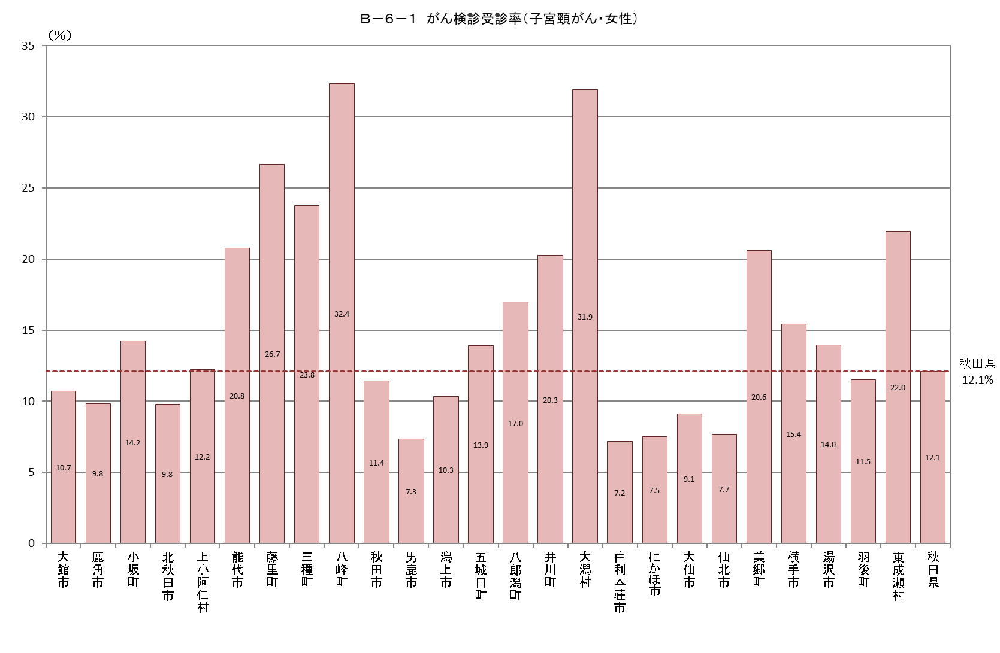 Ｂ－６－１　がん検診受診率（子宮頸がん・女性）
（%）
35
30
25
20
15
10
5
0
10.7
9.8
14.2
9.8
12.2
20.8
26.7
23.8
32.4
11.4
7.3
10.3
13.9
17.0
20.3
31.9
7.2
7.5
9.1
7.7
20.6
15.4
14.0
11.5
22.0
12.1
秋田県
12.1%
大館市
鹿角市
小坂町
北秋田市
上小阿仁村
能代市
藤里町
三種町
八峰町
秋田市
男鹿市
潟上市
五城目町
八郎潟町
井川町
大潟村
由利本荘市
にかほ市
大仙市
仙北市
美郷町
横手市
湯沢市
羽後町
東成瀬村
秋田県